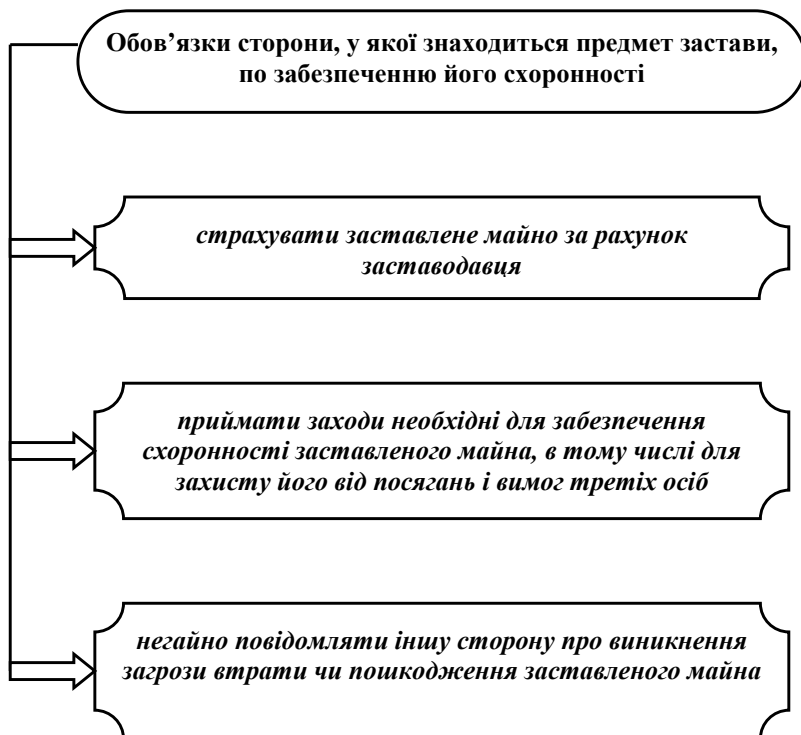 Обов’язки сторони, у якої знаходиться предмет застави,
по забезпеченню його схоронності
страхувати заставлене майно за рахунок
заставодавця
приймати заходи необхідні для забезпечення
схоронності заставленого майна, в тому числі для
захисту його від посягань і вимог третіх осіб
негайно повідомляти іншу сторону про виникнення
загрози втрати чи пошкодження заставленого майна